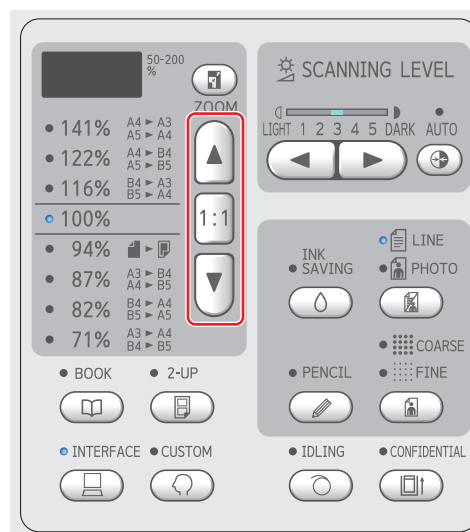 50-200
%
ZOOM
141% A4 ► A3
A5 ► A4
122% A4 ► B4
A5 ► B5
116% B4 ► A3
B5 ► A4
100%
1:1
94%
87% A3 ► B4
A4 ► B5
82% B4 ► A4
B5 ► A5
71% A3 ► A4
B4 ► B5
BOOK
2-UP
INTERFACE
CUSTOM
SCANNING LEVEL
LIGHT 1 2 3 4 5 DARK AUTO
INK
SAVING
LINE
PHOTO
COARSE
FINE
PENCIL
IDLING
CONFIDENTIAL